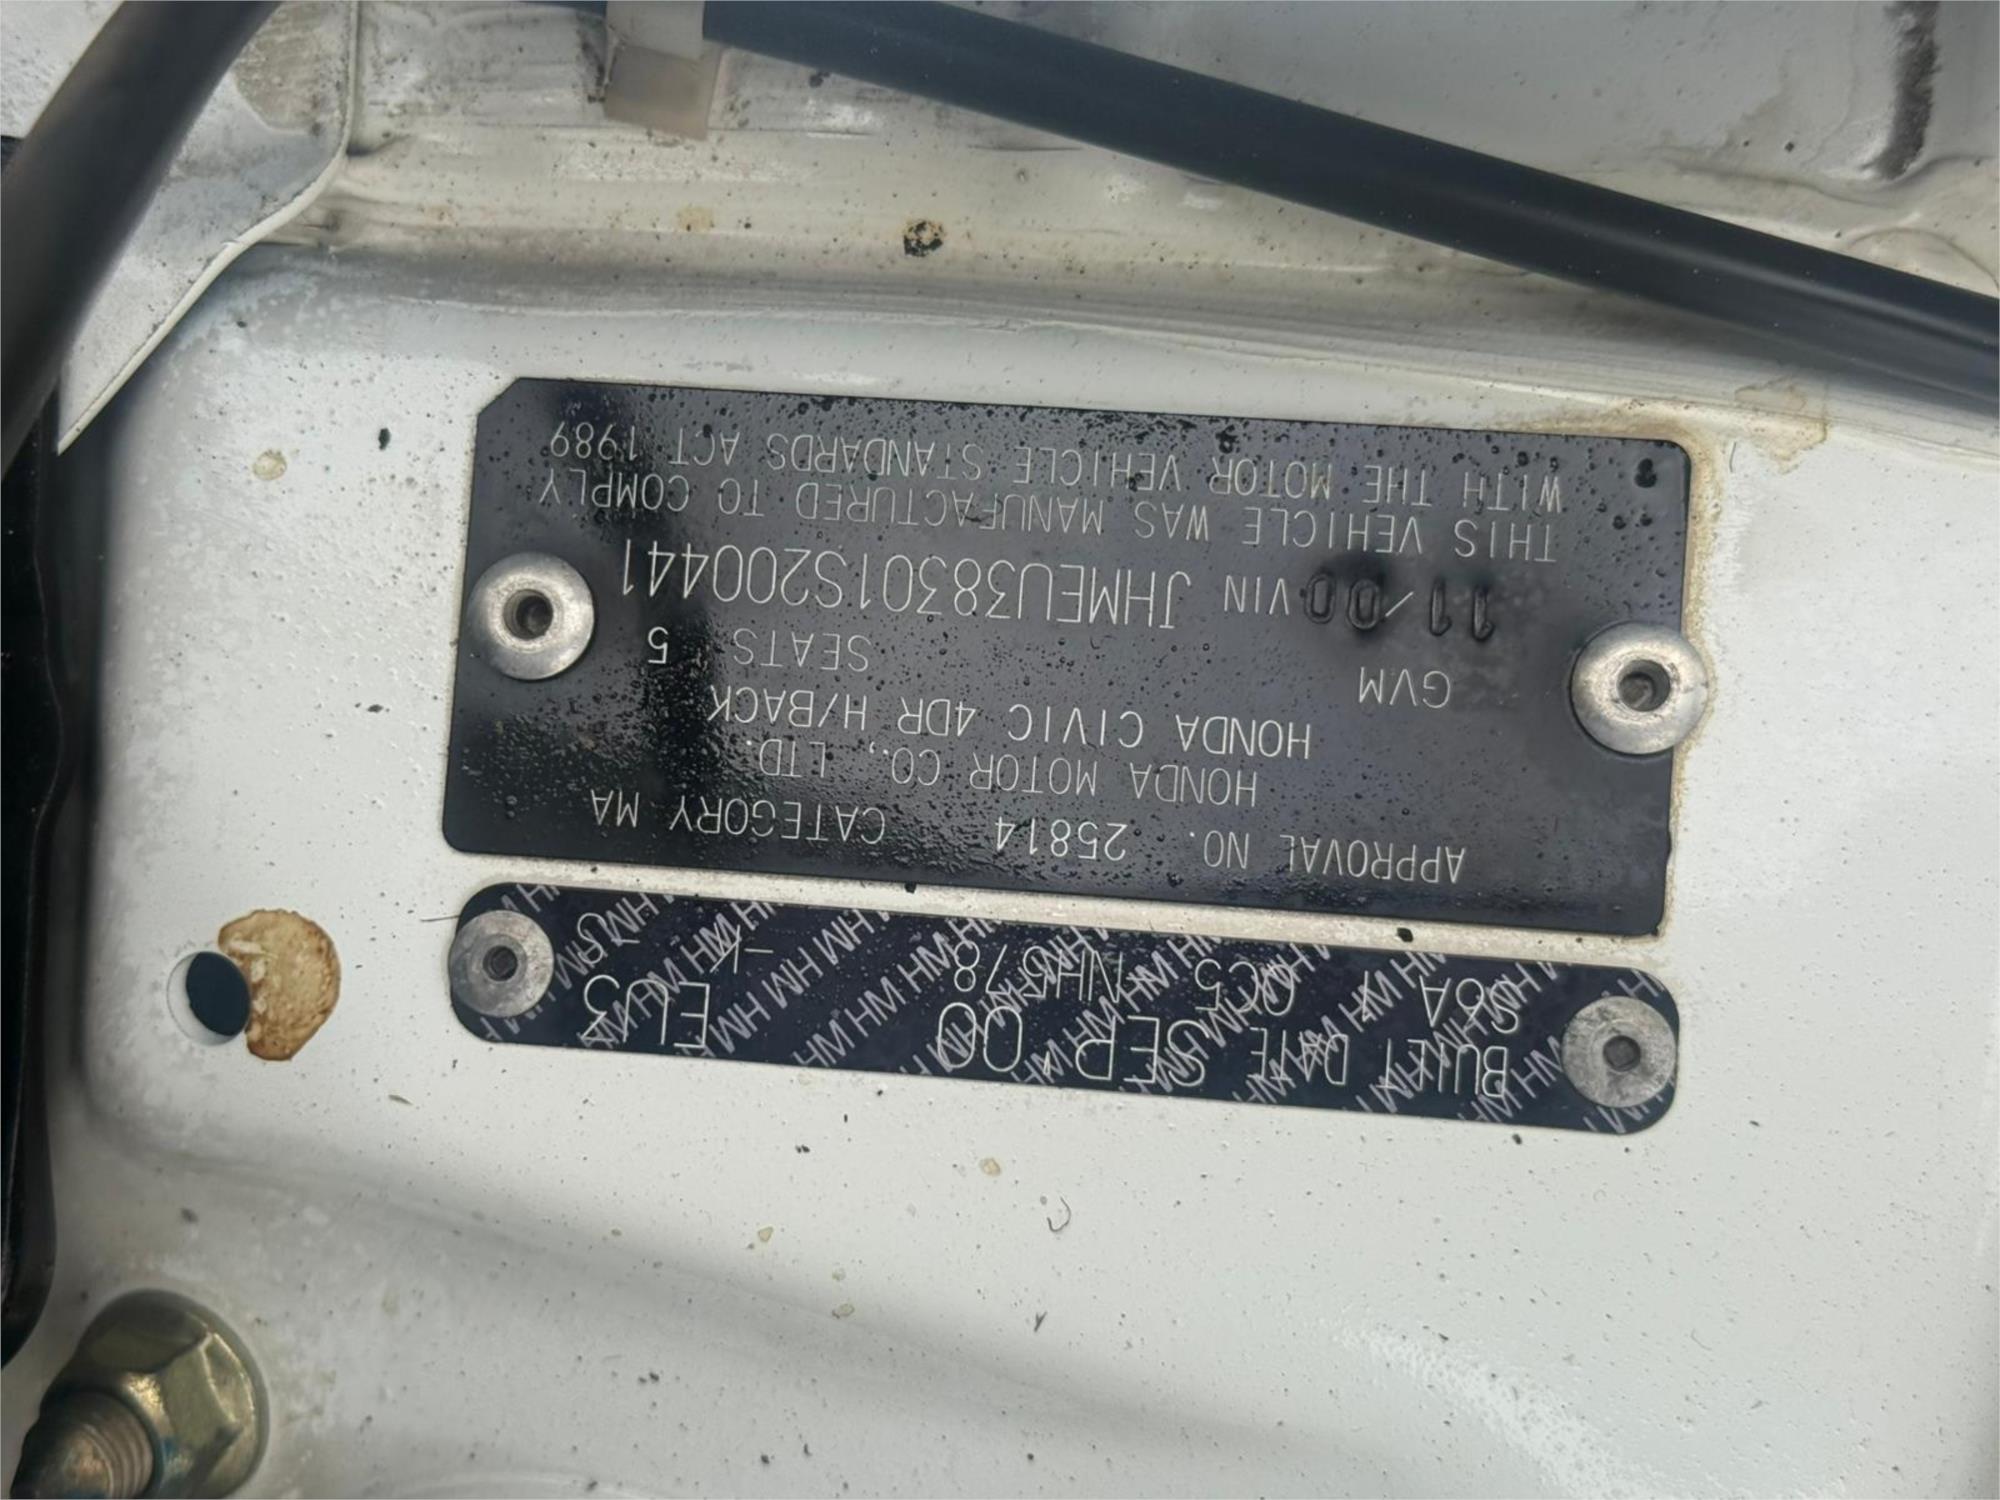 BUILT DATE SEP.00 EU3
S6A 7 QC5 NH578 -K 5
APPROVAL NO. 25814 CATEGORY MA
HONDA MOTOR CO., LTD.
HONDA CIVIC 4DR H/BACK
GVM SEATS 5
11/00 VIN JHMEU38301S200441
THIS VEHICLE WAS MANUFACTURED TO COMPLY
WITH THE MOTOR VEHICLE STANDARDS ACT 1989